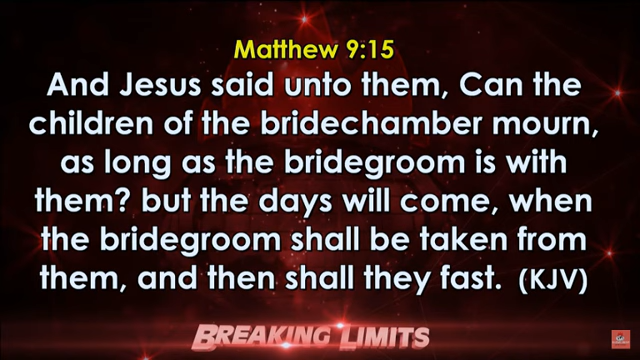 Matthew 9:15
And Jesus said unto them, Can the
children of the bridechamber mourn,
as long as the bridegroom is with
them? but the days will come, when
the bridegroom shall be taken from
them, and then shall they fast. (KJV)
BREAKING LIMITS